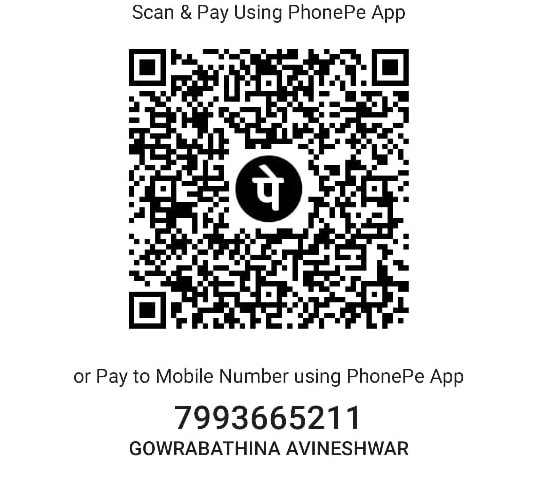 Scan & Pay Using PhonePe App
पे
or Pay to Mobile Number using PhonePe App
7993665211
GOWRABATHINA AVINESHWAR